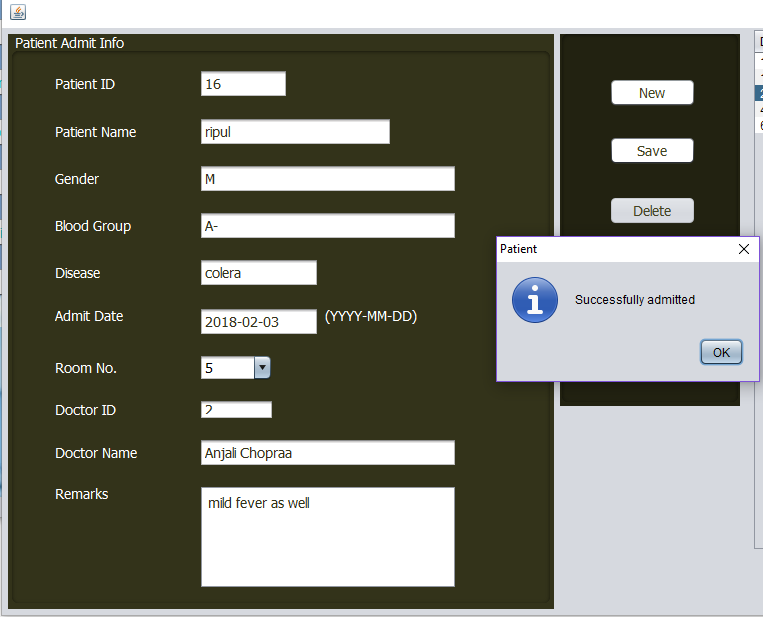 Patient Admit Info
Patient ID 16
Patient Name ripul
Gender M
Blood Group A-
Disease colera
Admit Date 2018-02-03 (YYYY-MM-DD)
Room No. 5
Doctor ID 2
Doctor Name Anjali Chopraa
Remarks mild fever as well
New
Save
Delete
Patient
Successfully admitted
OK